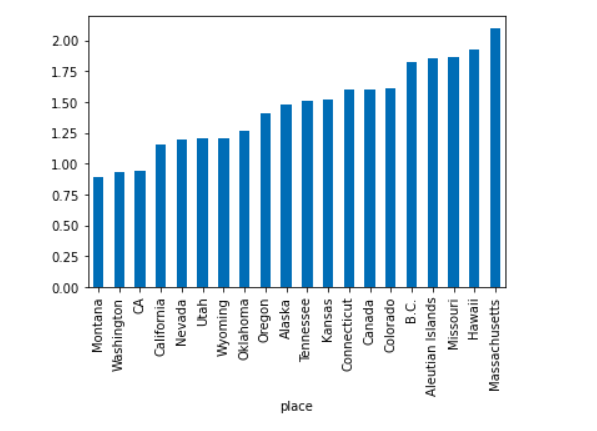 2.00
1.75
1.50
1.25
1.00
0.75
0.50
0.25
0.00
Montana
Washington
CA
California
Nevada
Utah
Wyoming
Oklahoma
Oregon
Alaska
Tennessee
Kansas
Connecticut
Canada
Colorado
B.C.
Aleutian Islands
Missouri
Hawaii
Massachusetts
place